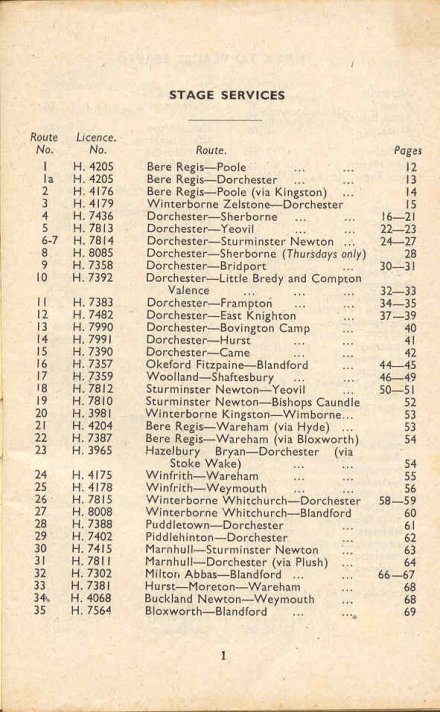 STAGE SERVICES
Route Licence.
No. No. Route. Pages
1 H. 4205 Bere Regis—Poole ... ... 12
1a H. 4205 Bere Regis—Dorchester ... ... 13
2 H. 4176 Bere Regis—Poole (via Kingston) ... 14
3 H. 4179 Winterborne Zelstone—Dorchester 15
4 H. 7436 Dorchester—Sherborne ... ... 16—21
5 H. 7813 Dorchester—Yeovil ... ... 22—23
6-7 H. 7814 Dorchester—Sturminster Newton ... 24—27
8 H. 8085 Dorchester—Sherborne (Thursdays only) 28
9 H. 7358 Dorchester—Bridport ... 30—31
10 H. 7392 Dorchester—Little Bredy and Compton
Valence ... ... ... 32—33
11 H. 7383 Dorchester—Frampton ... ... 34—35
12 H. 7482 Dorchester—East Knighton ... 37—39
13 H. 7990 Dorchester—Bovington Camp ... 40
14 H. 7991 Dorchester—Hurst ... ... 41
15 H. 7390 Dorchester—Came ... ... 42
16 H. 7357 Okeford Fitzpaine—Blandford ... 44—45
17 H. 7359 Woolland—Shaftesbury ... ... 46—49
18 H. 7812 Sturminster Newton—Yeovil ... 50—51
19 H. 7810 Sturminster Newton—Bishops Caundle 52
20 H. 3981 Winterborne Kingston—Wimborne... 53
21 H. 4204 Bere Regis—Wareham (via Hyde) ... 53
22 H. 7387 Bere Regis—Wareham (via Bloxworth) 54
23 H. 3965 Hazelbury Bryan—Dorchester (via
Stoke Wake) ... ... 54
24 H. 4175 Winfrith—Wareham ... ... 55
25 H. 4178 Winfrith—Weymouth ... ... 56
26 H. 7815 Winterborne Whitchurch—Dorchester 58—59
27 H. 8008 Winterborne Whitchurch—Blandford 60
28 H. 7388 Puddletown—Dorchester ... 61
29 H. 7402 Piddlehinton—Dorchester ... 62
30 H. 7415 Marnhull—Sturminster Newton ... 63
31 H. 7811 Marnhull—Dorchester (via Plush) ... 64
32 H. 7302 Milton Abbas—Blandford ... ... 66—67
33 H. 7381 Hurst—Moreton—Wareham ... 68
34 H. 4068 Buckland Newton—Weymouth ... 68
35 H. 7564 Bloxworth—Blandford ... ... 69
1